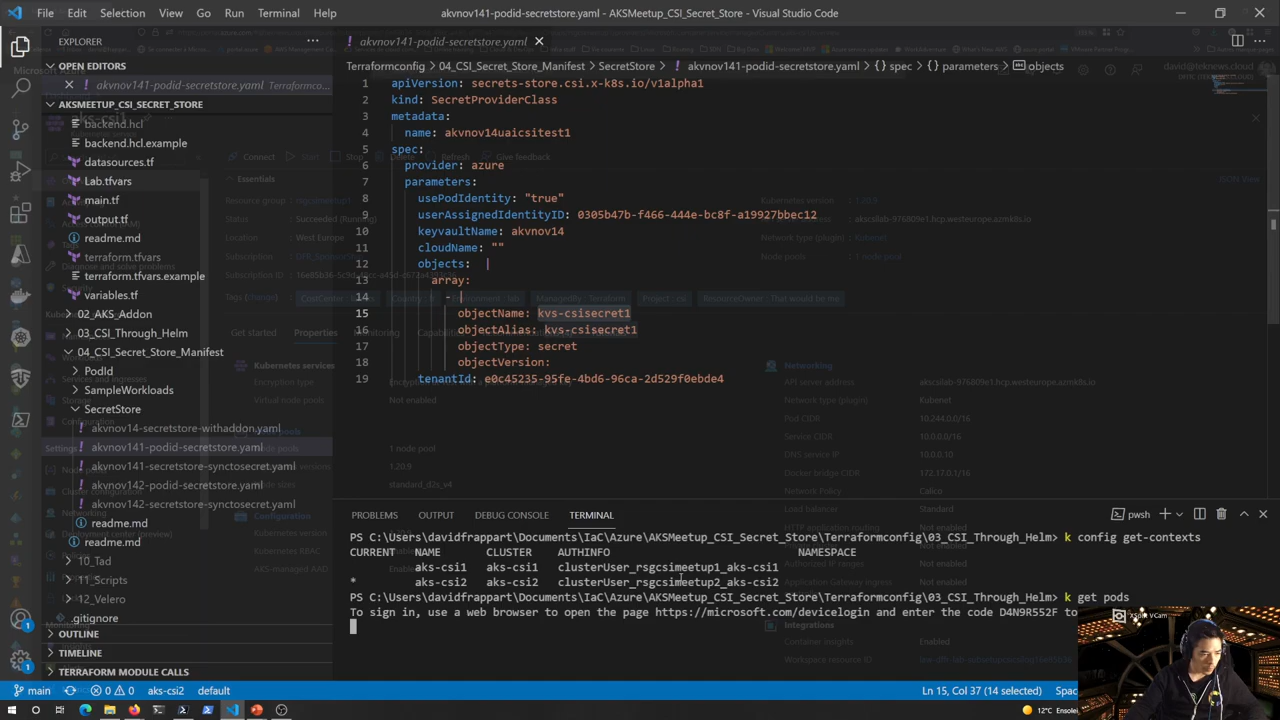 File Edit Selection View Go Run Terminal Help
akvnov141-podid-secretstore.yaml - AKSMeetup_CSI_Secret_Store - Visual Studio Code
EXPLORER
OPEN EDITORS
akvnov141-podid-secretstore.yaml Terraformc...
AKSMEETUP_CSI_SECRET_STORE
backend.hcl
backend.hcl.example
datasources.tf
Lab.tfvars
main.tf
output.tf
readme.md
terraform.tfvars
terraform.tfvars.example
variables.tf
02_AKS_Addon
03_CSI_Through_Helm
04_CSI_Secret_Store_Manifest
PodId
SampleWorkloads
SecretStore
akvnov14-secretstore-withaddon.yaml
akvnov141-podid-secretstore.yaml
akvnov141-secretstore-synctosecret.yaml
akvnov142-podid-secretstore.yaml
akvnov142-secretstore-synctosecret.yaml
readme.md
readme.md
10_Tad
11_Scripts
12_Velero
.gitignore
OUTLINE
TIMELINE
TERRAFORM MODULE CALLS
akvnov141-podid-secretstore.yaml
Terraformconfig > 04_CSI_Secret_Store_Manifest > SecretStore > akvnov141-podid-secretstore.yaml > {} spec > {} parameters > objects
1 apiVersion: secrets-store.csi.x-k8s.io/v1alpha1
2 kind: SecretProviderClass
3 metadata:
4 name: akvnov14uaicsitest1
5 spec:
6 provider: azure
7 parameters:
8 usePodIdentity: "true"
9 userAssignedIdentityID: 0305b47b-f466-444e-bc8f-a19927bbec12
10 keyvaultName: akvnov14
11 cloudName: ""
12 objects: |
13 array:
14 - |
15 objectName: kvs-csisecret1
16 objectAlias: kvs-csisecret1
17 objectType: secret
18 objectVersion:
19 tenantId: e0c45235-95fe-4bd6-96ca-2d529f0ebde4
PROBLEMS OUTPUT DEBUG CONSOLE TERMINAL
pwsh
PS C:\Users\davidfrappart\Documents\IaC\Azure\AKSMeetup_CSI_Secret_Store\Terraformconfig\03_CSI_Through_Helm> k config get-contexts
CURRENT NAME CLUSTER AUTHINFO NAMESPACE
aks-csi1 aks-csi1 clusterUser_rsgcsimeetup1_aks-csi1
* aks-csi2 aks-csi2 clusterUser_rsgcsimeetup2_aks-csi2
PS C:\Users\davidfrappart\Documents\IaC\Azure\AKSMeetup_CSI_Secret_Store\Terraformconfig\03_CSI_Through_Helm> k get pods
To sign in, use a web browser to open the page https://microsoft.com/devicelogin and enter the code D4N9R552F to
XSplit VCam
main 0 0 aks-csi2 default
Ln 15, Col 37 (14 selected)
12°C Ensolei